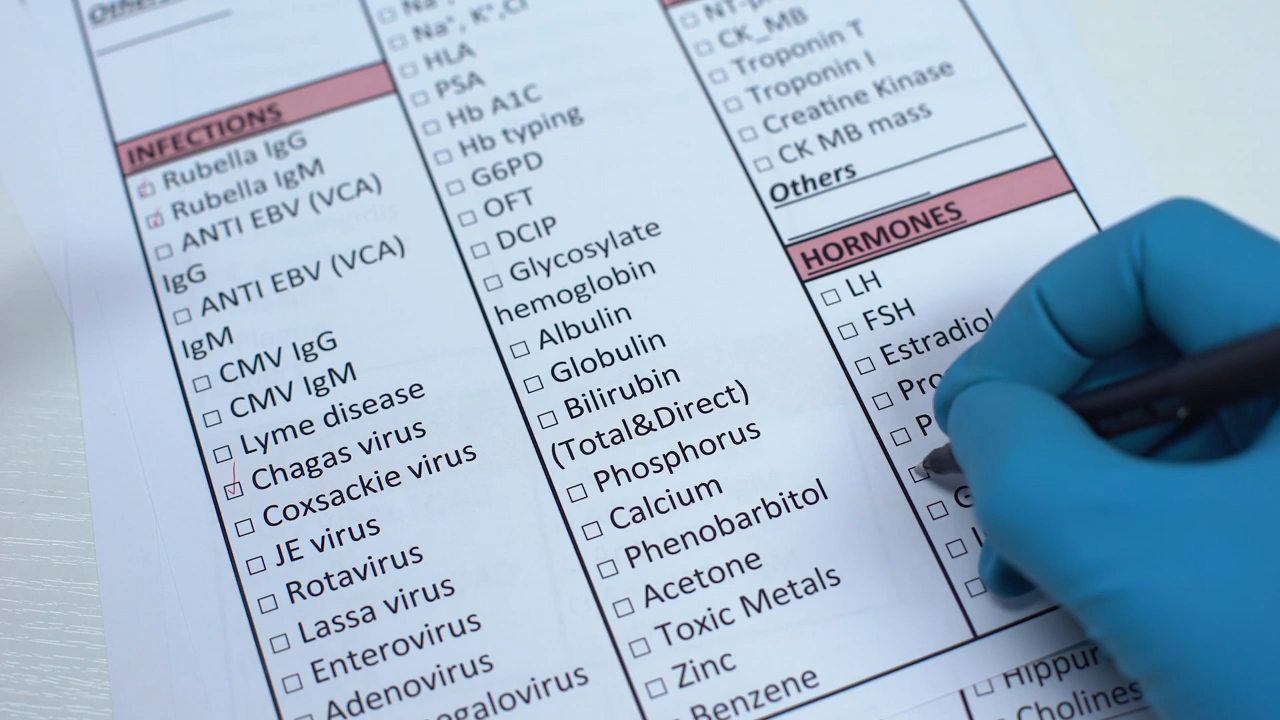 Others
INFECTIONS
Rubella IgG
Rubella IgM
ANTI EBV (VCA)
IgG
ANTI EBV (VCA)
IgM
CMV IgG
CMV IgM
Lyme disease
Chagas virus
Coxsackie virus
JE virus
Rotavirus
Lassa virus
Enterovirus
Adenovirus
Na⁺, K⁺,Cl
HLA
PSA
Hb A1C
Hb typing
G6PD
OFT
DCIP
Glycosylate
hemoglobin
Albulin
Globulin
Bilirubin
(Total&Direct)
Phosphorus
Calcium
Phenobarbitol
Acetone
Toxic Metals
Zinc
Benzene
CK_MB
Troponin T
Troponin I
Creatine Kinase
CK MB mass
Others
HORMONES
LH
FSH
Estradiol